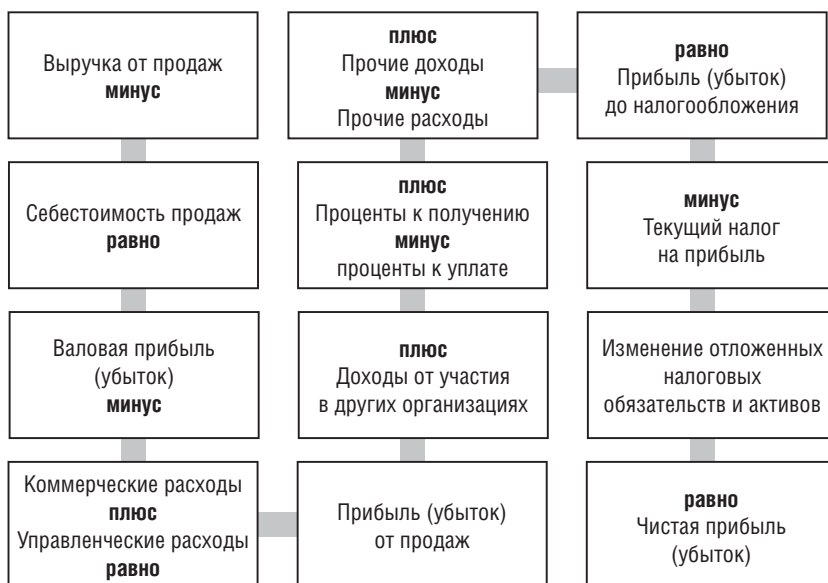 Выручка от продаж
минус
Себестоимость продаж
равно
Валовая прибыль
(убыток)
минус
Коммерческие расходы
плюс
Управленческие расходы
равно
Прибыль (убыток)
от продаж
плюс
Доходы от участия
в других организациях
плюс
Проценты к получению
минус
проценты к уплате
плюс
Прочие доходы
минус
Прочие расходы
равно
Прибыль (убыток)
до налогообложения
минус
Текущий налог
на прибыль
Изменение отложенных
налоговых
обязательств и активов
равно
Чистая прибыль
(убыток)